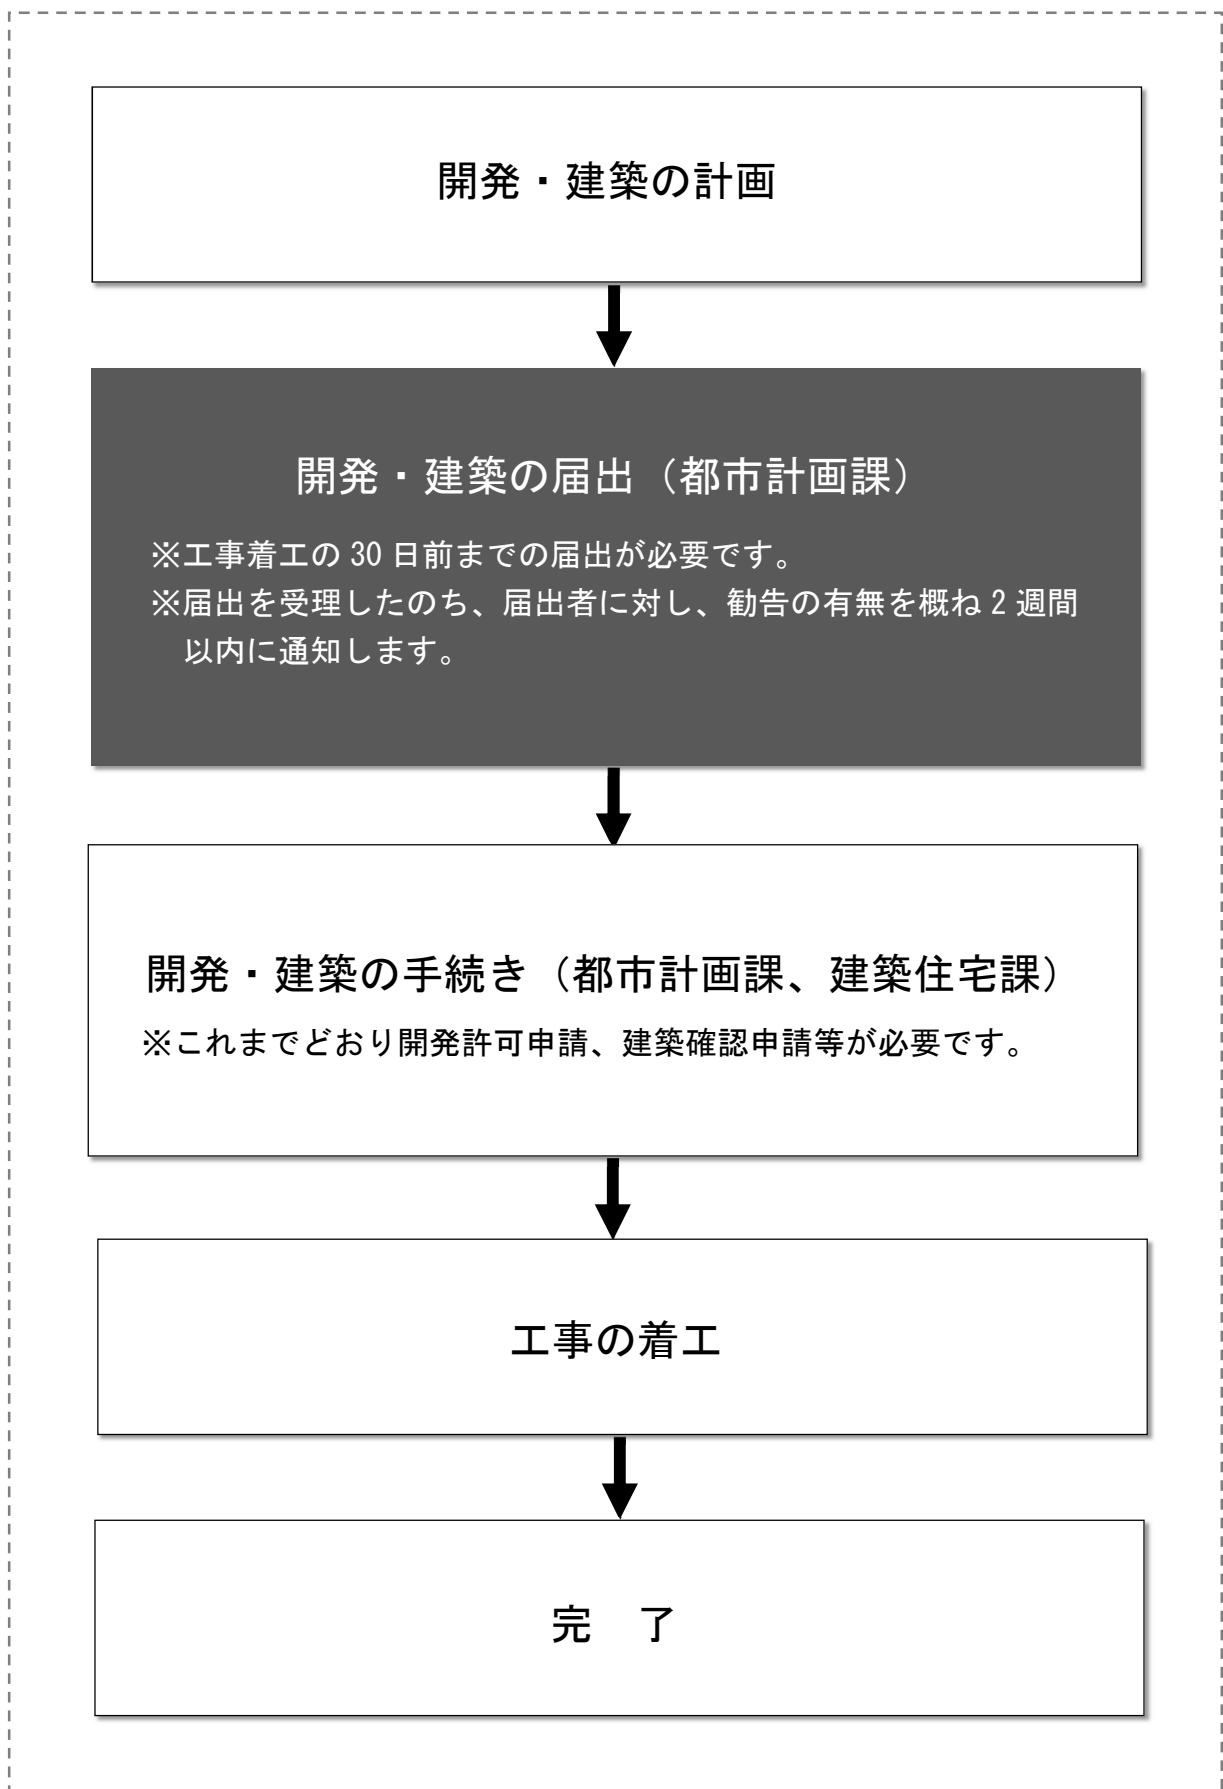 開発・建築の計画
開発・建築の届出（都市計画課）
※工事着工の 30 日前までの届出が必要です。
※届出を受理したのち、届出者に対し、勧告の有無を概ね 2 週間
以内に通知します。
開発・建築の手続き（都市計画課、建築住宅課）
※これまでどおり開発許可申請、建築確認申請等が必要です。
工事の着工
完　了